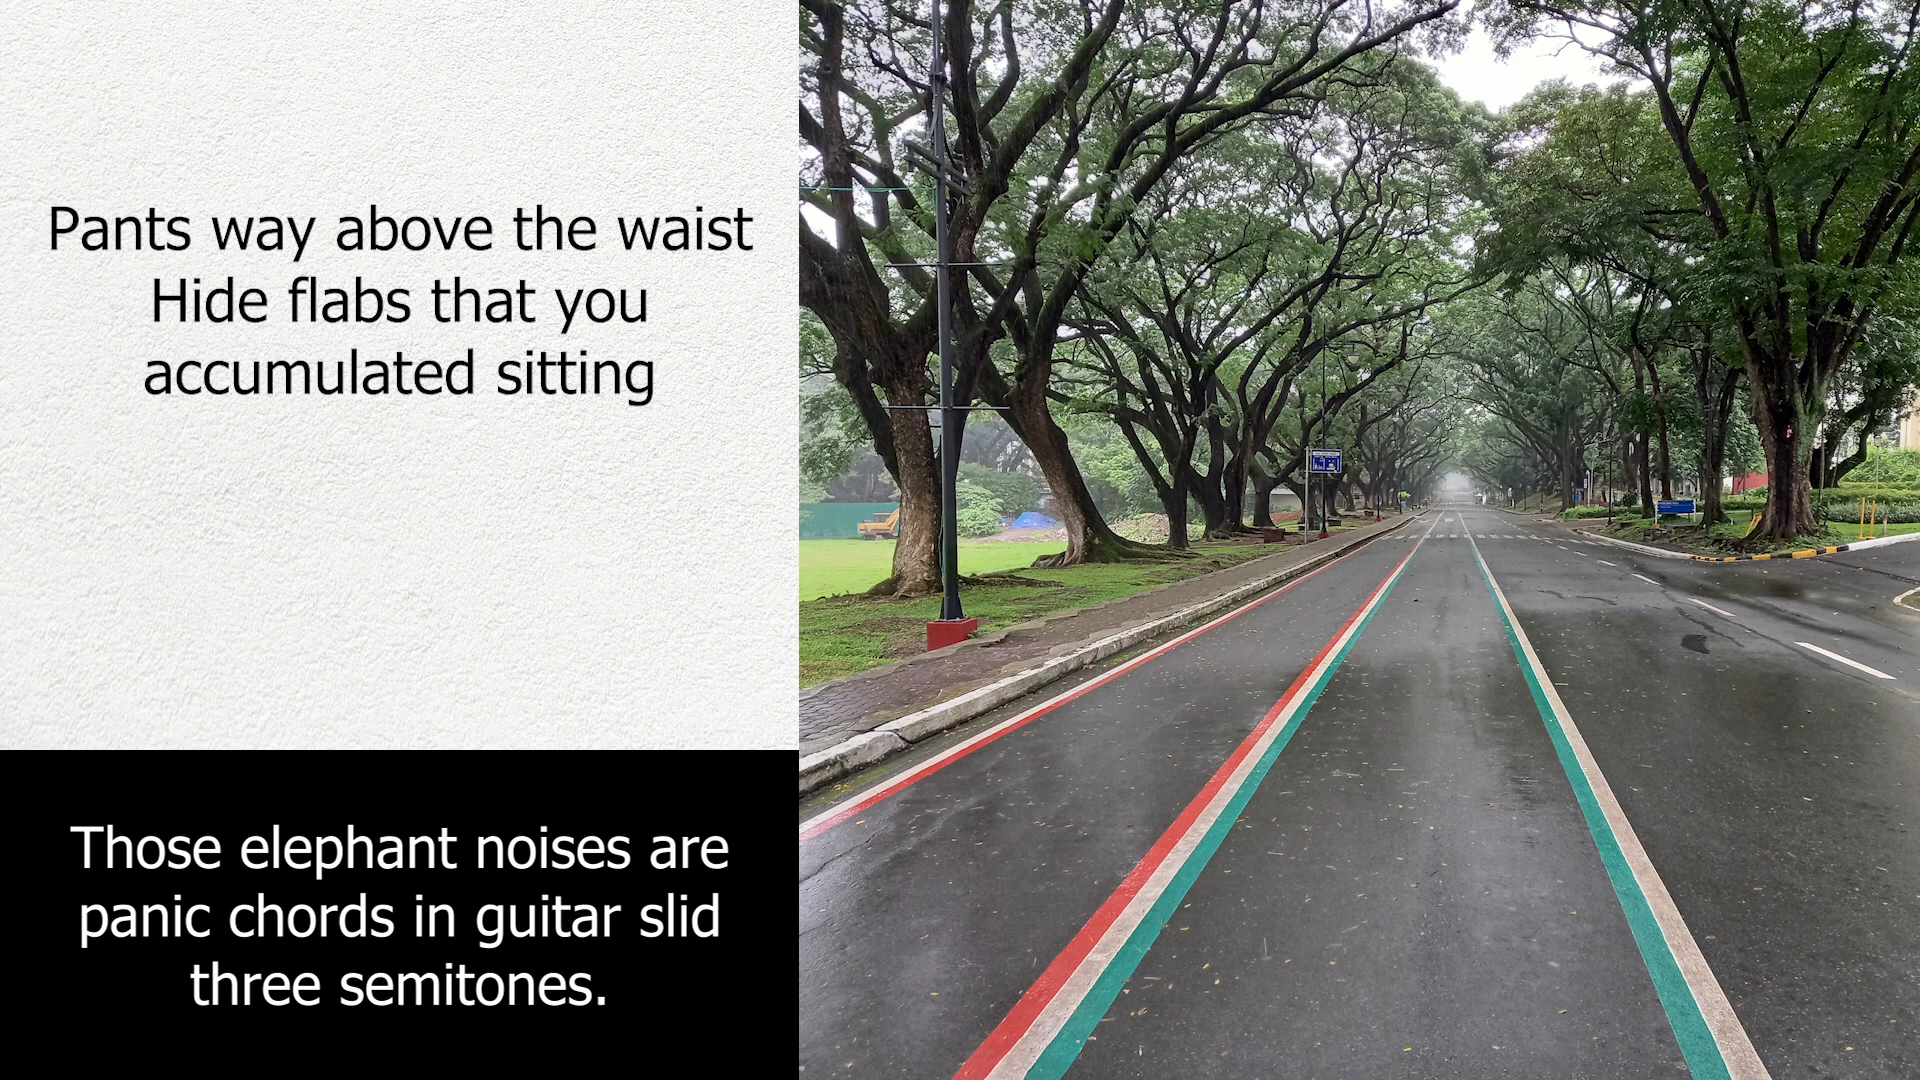 Pants way above the waist
Hide flabs that you
accumulated sitting
Those elephant noises are
panic chords in guitar slid
three semitones.